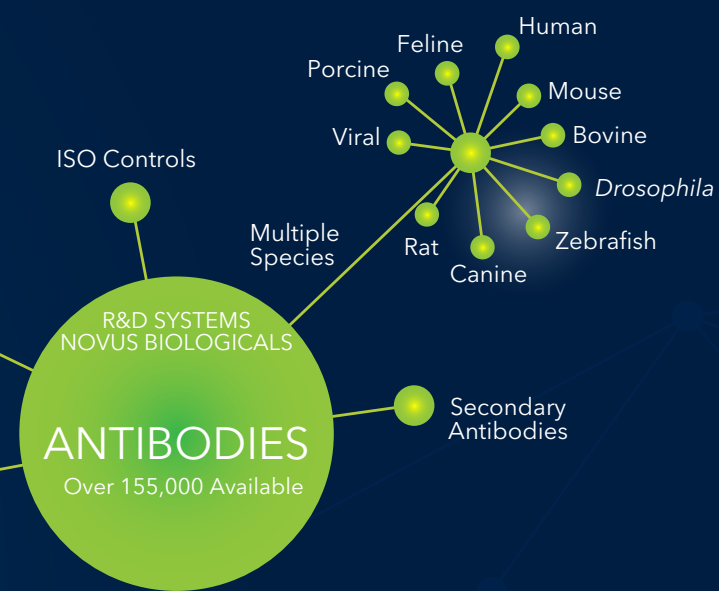 Human
Feline
Porcine
Mouse
Viral
Bovine
ISO Controls
Drosophila
Multiple
Species
Rat
Zebrafish
Canine
R&D SYSTEMS
NOVUS BIOLOGICALS
Secondary
Antibodies
ANTIBODIES
Over 155,000 Available